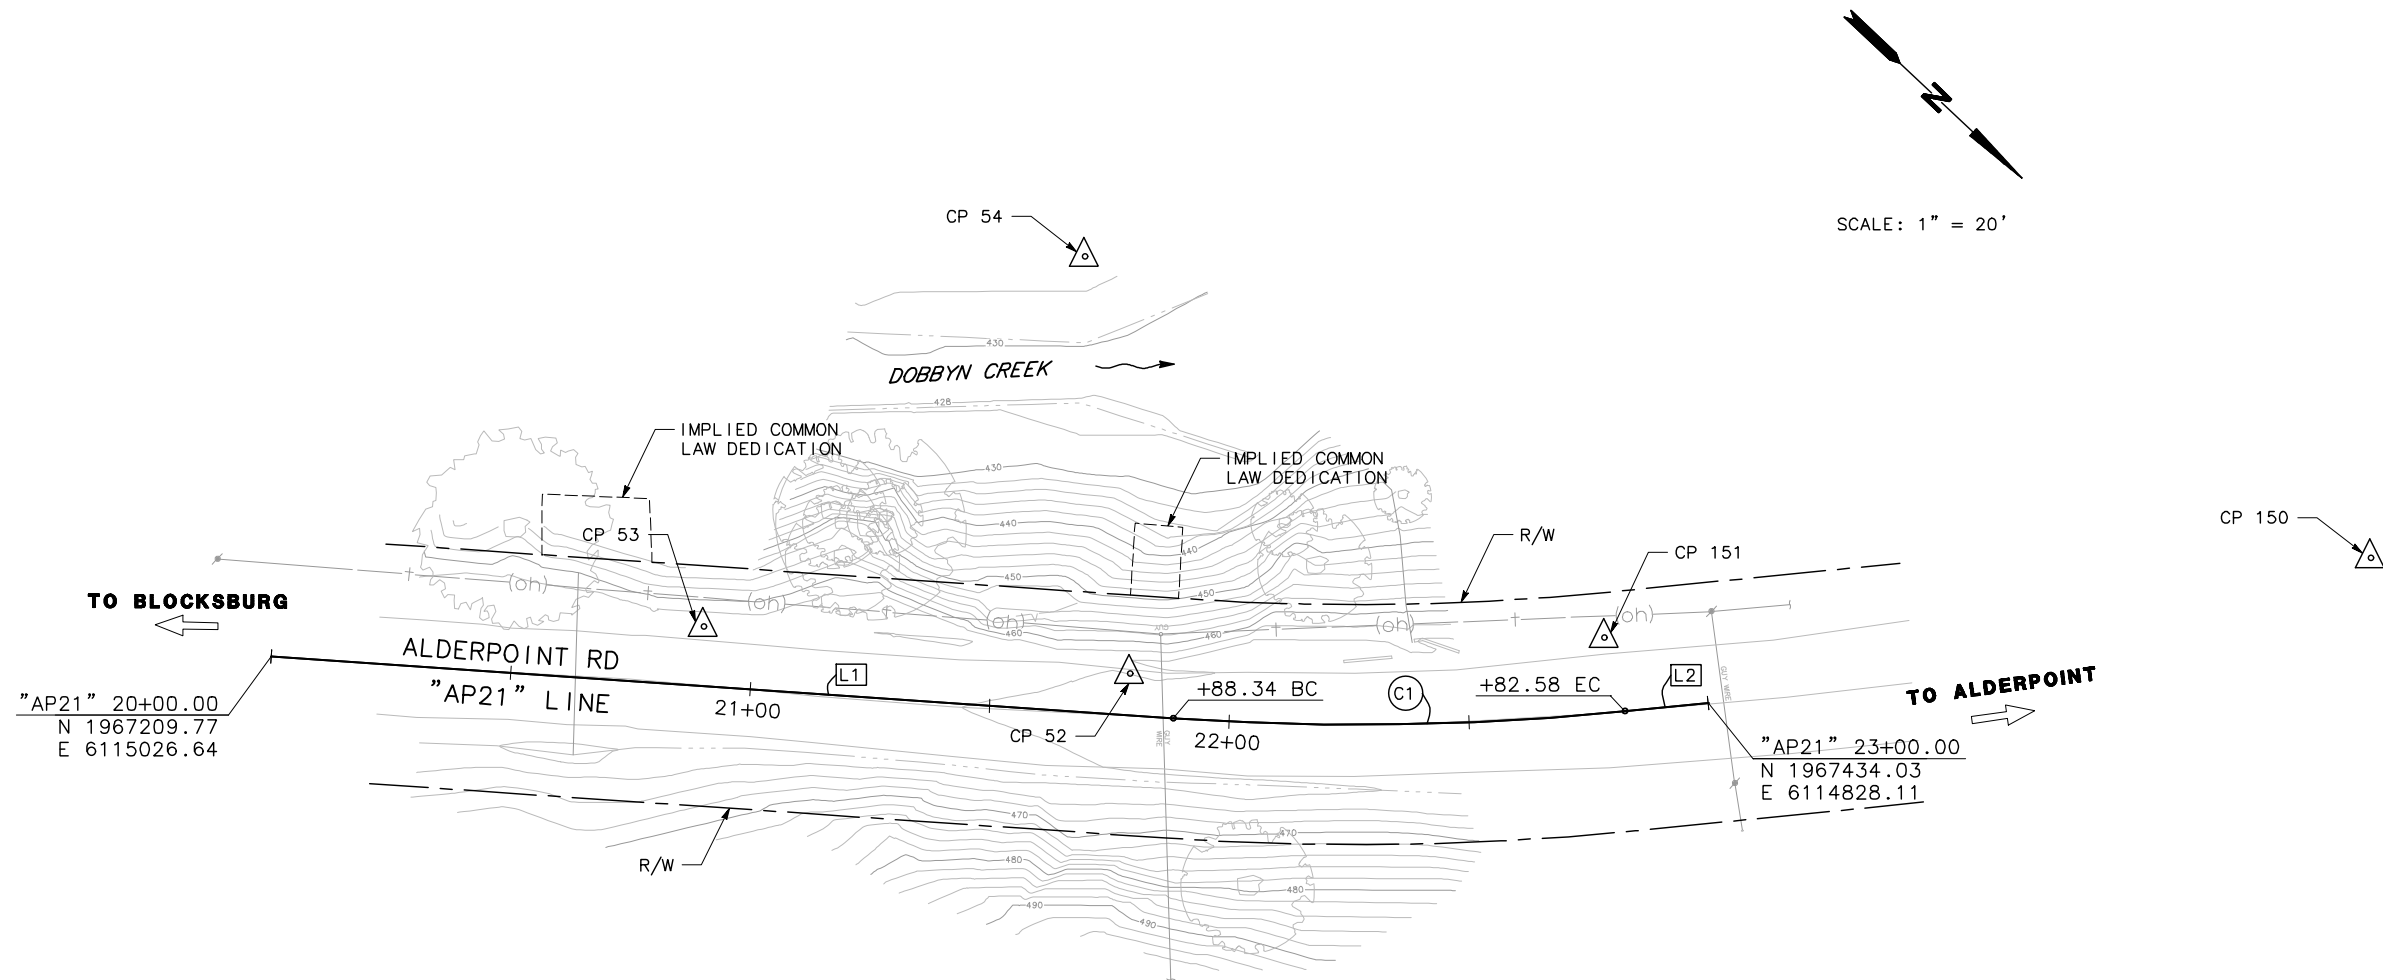 N
SCALE: 1" = 20'
CP 54
430
DOBBYN CREEK
428
IMPLIED COMMON
LAW DEDICATION
IMPLIED COMMON
LAW DEDICATION
430
440
440
CP 53
R/W
CP 150
CP 151
450
450
(oh)
(oh)
(oh)
(oh)
(oh)
460
460
TO BLOCKSBURG
ALDERPOINT RD
"AP21" LINE
L1
21+00
"AP21" 20+00.00
N 1967209.77
E 6115026.64
+88.34 BC
C1
+82.58 EC
L2
GUY WIRE
TO ALDERPOINT
CP 52
GUY
WIRE
22+00
"AP21" 23+00.00
N 1967434.03
E 6114828.11
470
470
R/W
480
480
490
490